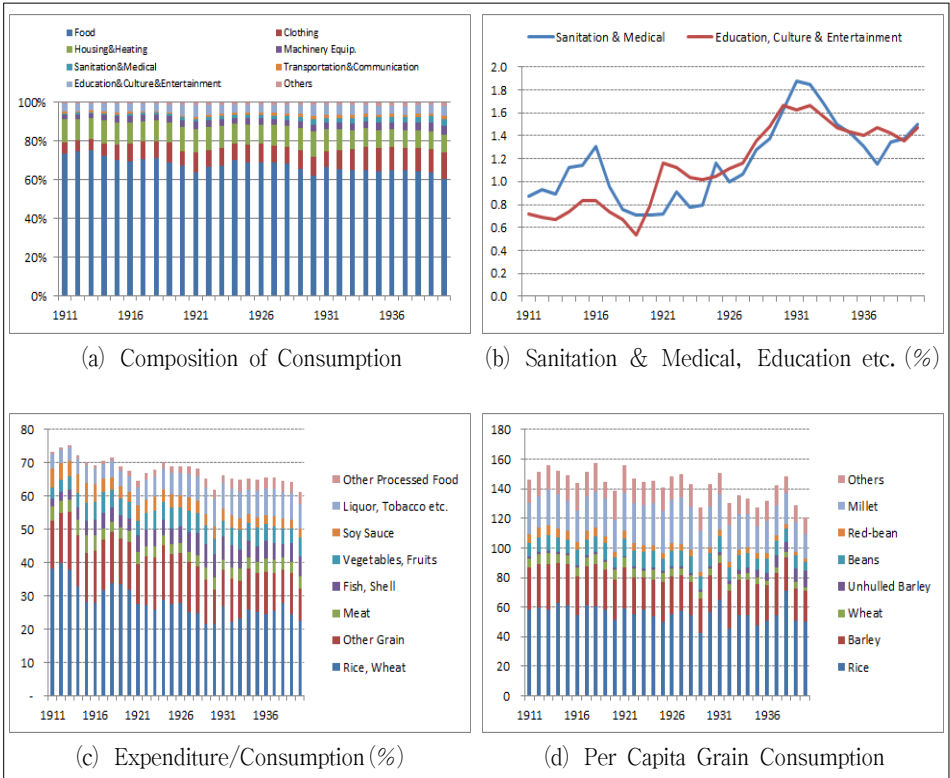 Food Clothing
Housing&Heating Machinery Equip.
Sanitation&Medical Transportation&Communication
Education&Culture&Entertainment Others
100%
80%
60%
40%
20%
0%
1911 1916 1921 1926 1931 1936
(a) Composition of Consumption
Sanitation & Medical Education, Culture & Entertainment
2.0
1.8
1.6
1.4
1.2
1.0
0.8
0.6
0.4
0.2
0.0
1911 1916 1921 1926 1931 1936
(b) Sanitation & Medical, Education etc. (%)
80
70
60
50
40
30
20
10
-
1911 1916 1921 1926 1931 1936
Other Processed Food
Liquor, Tobacco etc.
Soy Sauce
Vegetables, Fruits
Fish, Shell
Meat
Other Grain
Rice, Wheat
(c) Expenditure/Consumption(%)
180
160
140
120
100
80
60
40
20
0
1911 1916 1921 1926 1931 1936
Others
Millet
Red-bean
Beans
Unhulled Barley
Wheat
Barley
Rice
(d) Per Capita Grain Consumption